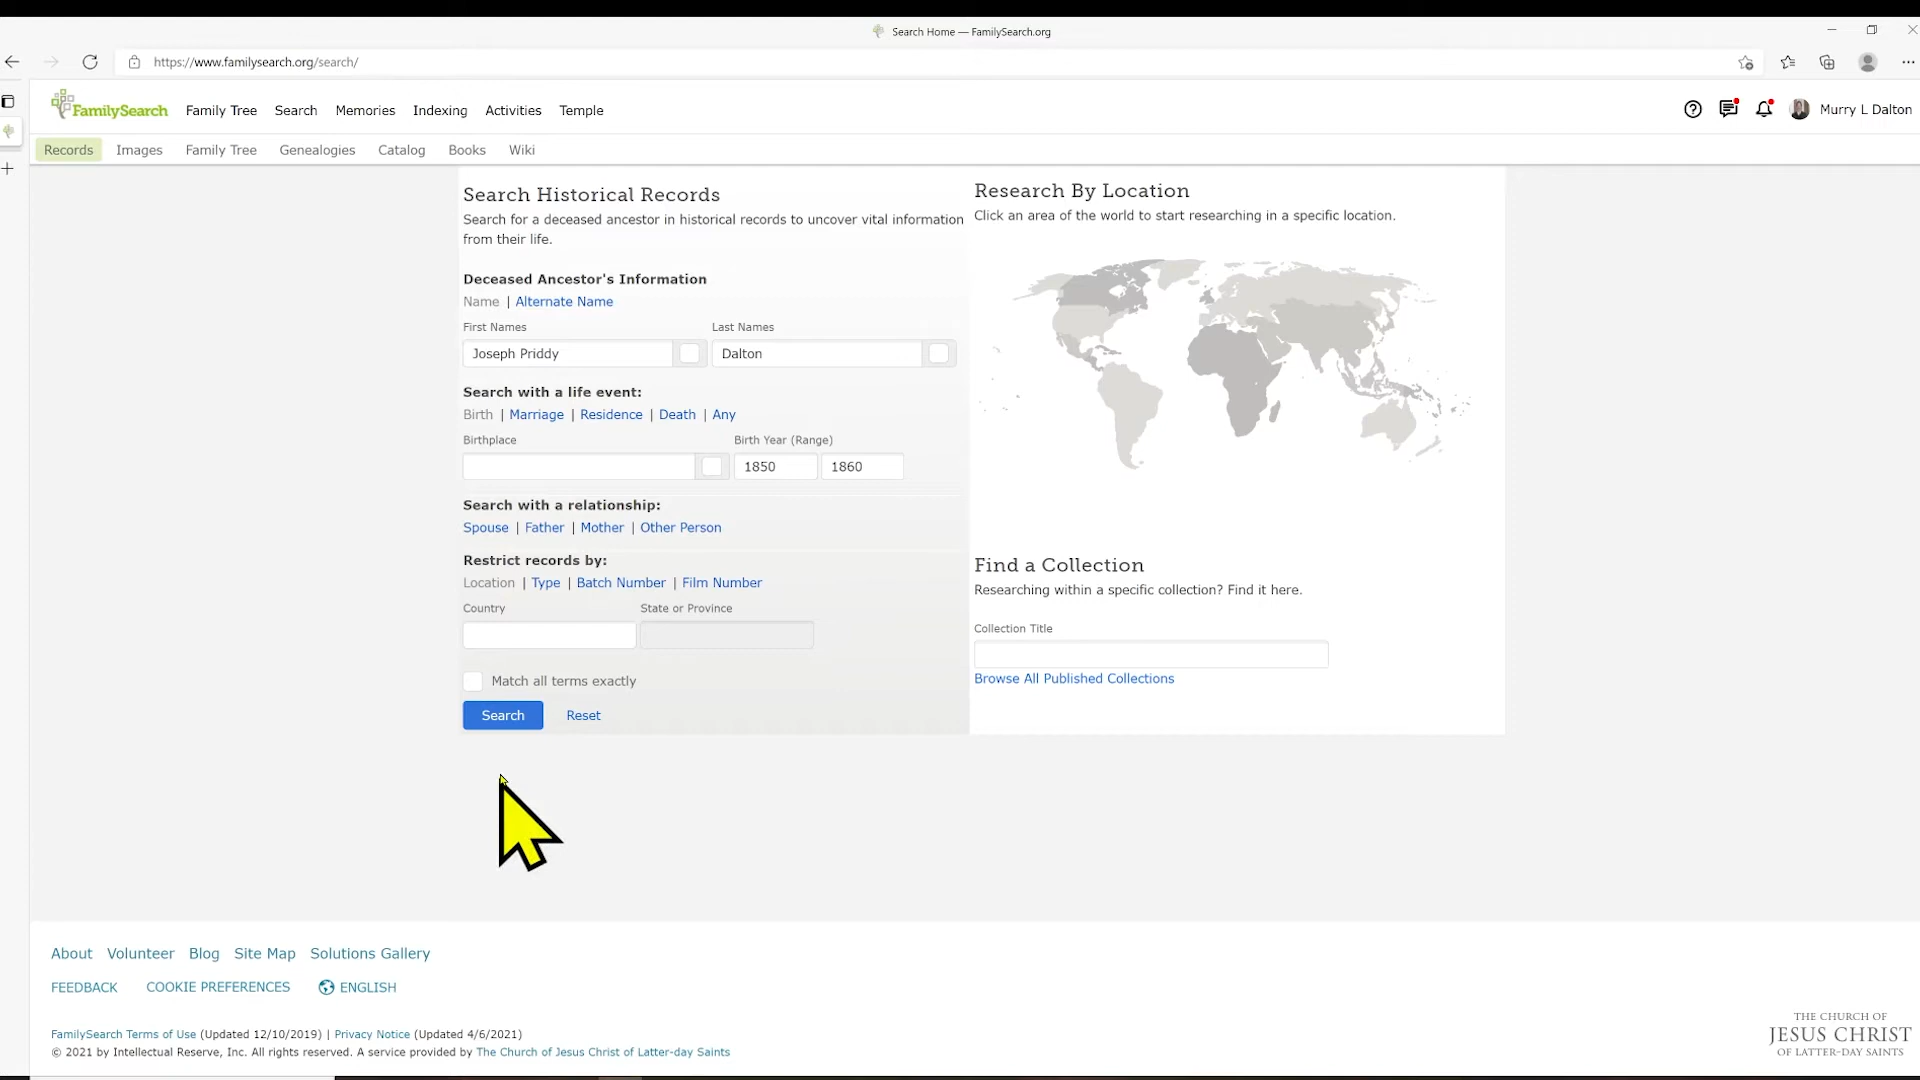 Search Home — FamilySearch.org
https://www.familysearch.org/search/
FamilySearch Family Tree Search Memories Indexing Activities Temple Murry L Dalton
Records Images Family Tree Genealogies Catalog Books Wiki
Search Historical Records
Search for a deceased ancestor in historical records to uncover vital information
from their life.
Deceased Ancestor's Information
Name | Alternate Name
First Names Last Names
Joseph Priddy Dalton
Search with a life event:
Birth | Marriage | Residence | Death | Any
Birthplace Birth Year (Range)
1850 1860
Search with a relationship:
Spouse | Father | Mother | Other Person
Restrict records by:
Location | Type | Batch Number | Film Number
Country State or Province
Match all terms exactly
Search Reset
Research By Location
Click an area of the world to start researching in a specific location.
Find a Collection
Researching within a specific collection? Find it here.
Collection Title
Browse All Published Collections
About Volunteer Blog Site Map Solutions Gallery
FEEDBACK COOKIE PREFERENCES ENGLISH
FamilySearch Terms of Use (Updated 12/10/2019) | Privacy Notice (Updated 4/6/2021)
© 2021 by Intellectual Reserve, Inc. All rights reserved. A service provided by The Church of Jesus Christ of Latter-day Saints
THE CHURCH OF
JESUS CHRIST
OF LATTER-DAY SAINTS